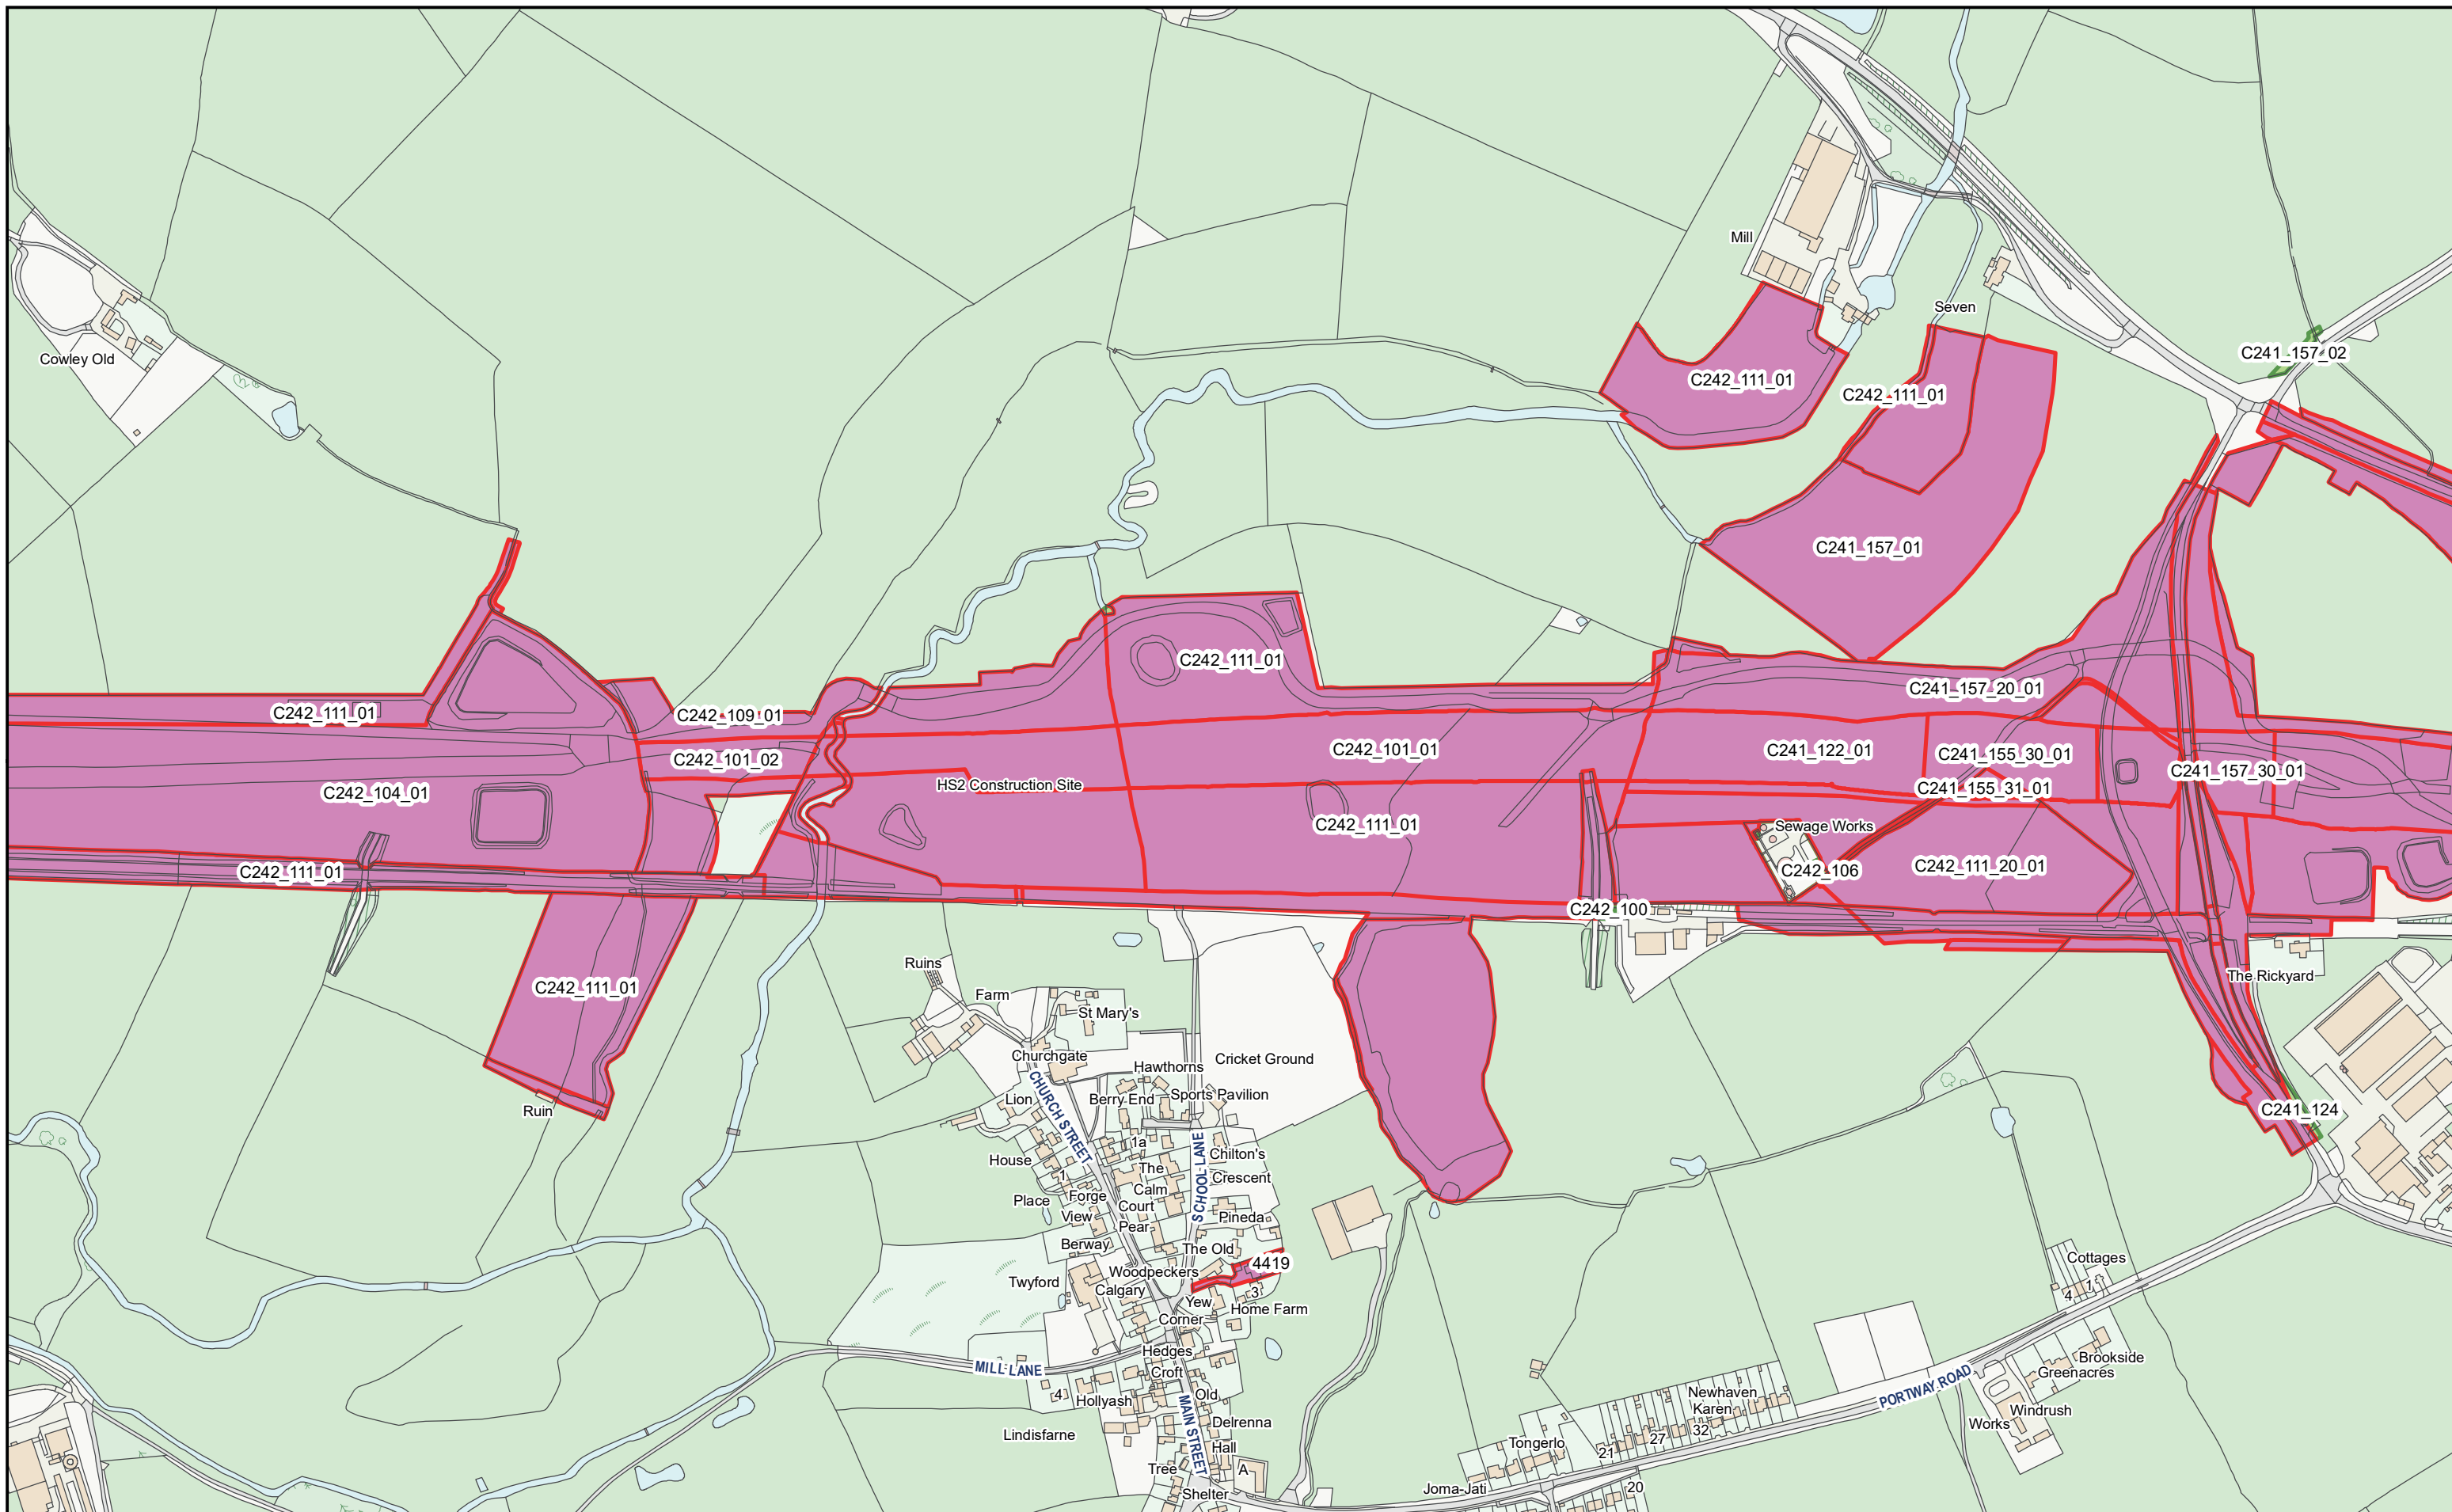 Mill
Seven
Cowley Old
C241_157_02
C242_111_01
C242_111_01
C241_157_01
C242_111_01
C241_157_20_01
C242_111_01
C242_109_01
C242_101_01
C241_122_01
C241_155_30_01
C242_101_02
C241_157_30_01
HS2 Construction Site
C241_155_31_01
C242_104_01
C242_111_01
Sewage Works
C242_111_01
C242_106
C242_111_20_01
C242_100
Ruins
The Rickyard
C242_111_01
Farm
St Mary's
Churchgate
Cricket Ground
Hawthorns
Sports Pavilion
Lion
CHURCH STREET
Berry End
Ruin
C241_124
1a
SCHOOL LANE
Chilton's
House
The
1
Calm
Crescent
Place
Forge
Court
View
Pear
Pineda
Berway
The Old
4419
Cottages
Woodpeckers
Twyford
Calgary
3
1
4
Yew
Home Farm
Corner
Hedges
MILL LANE
Croft
Brookside
Greenacres
PORTWAY ROAD
4
Hollyash
Old
MAIN STREET
Newhaven
Karen
Windrush
Delrenna
Works
Lindisfarne
32
27
Hall
Tongerlo
21
Tree
A
Joma-Jati
20
Shelter